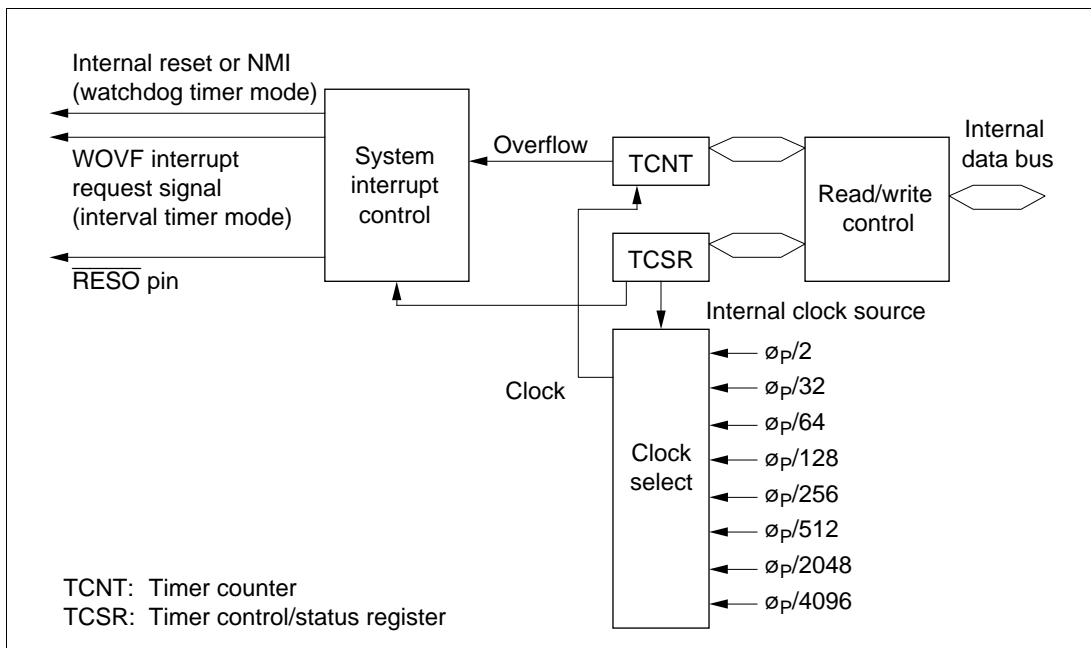 Internal reset or NMI
(watchdog timer mode)
WOVF interrupt
request signal
(interval timer mode)
RESO pin
System
interrupt
control
Overflow
TCNT
TCSR
Read/write
control
Internal
data bus
Internal clock source
Clock
Clock
select
øP/2
øP/32
øP/64
øP/128
øP/256
øP/512
øP/2048
øP/4096
TCNT: Timer counter
TCSR: Timer control/status register